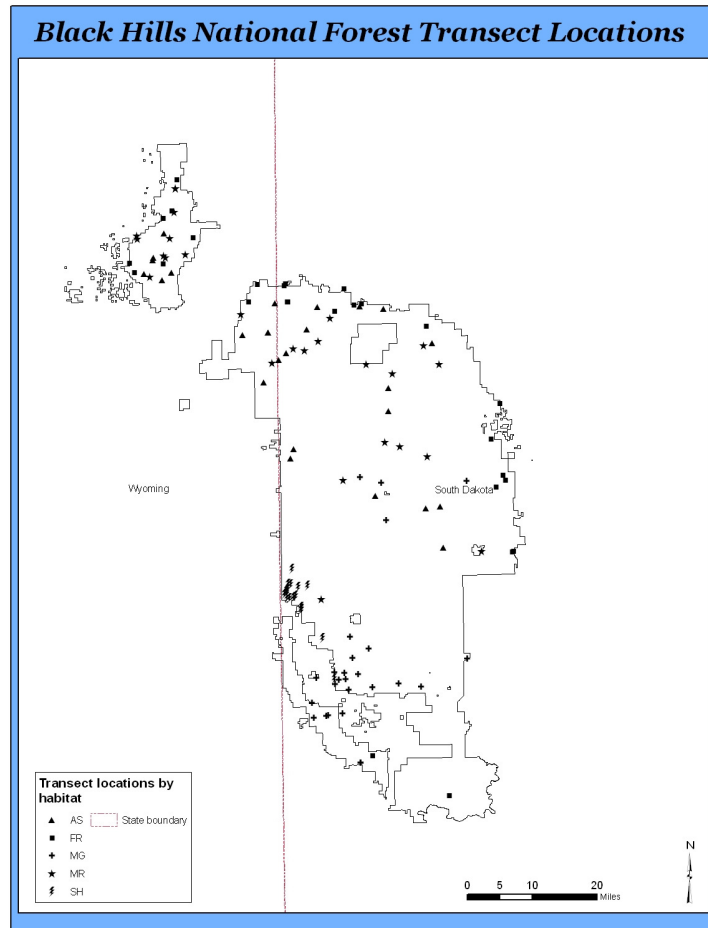 Black Hills National Forest Transect Locations
Wyoming
South Dakota
Transect locations by
habitat
AS
State boundary
FR
MG
MR
SH
N
0 5 10 20
Miles